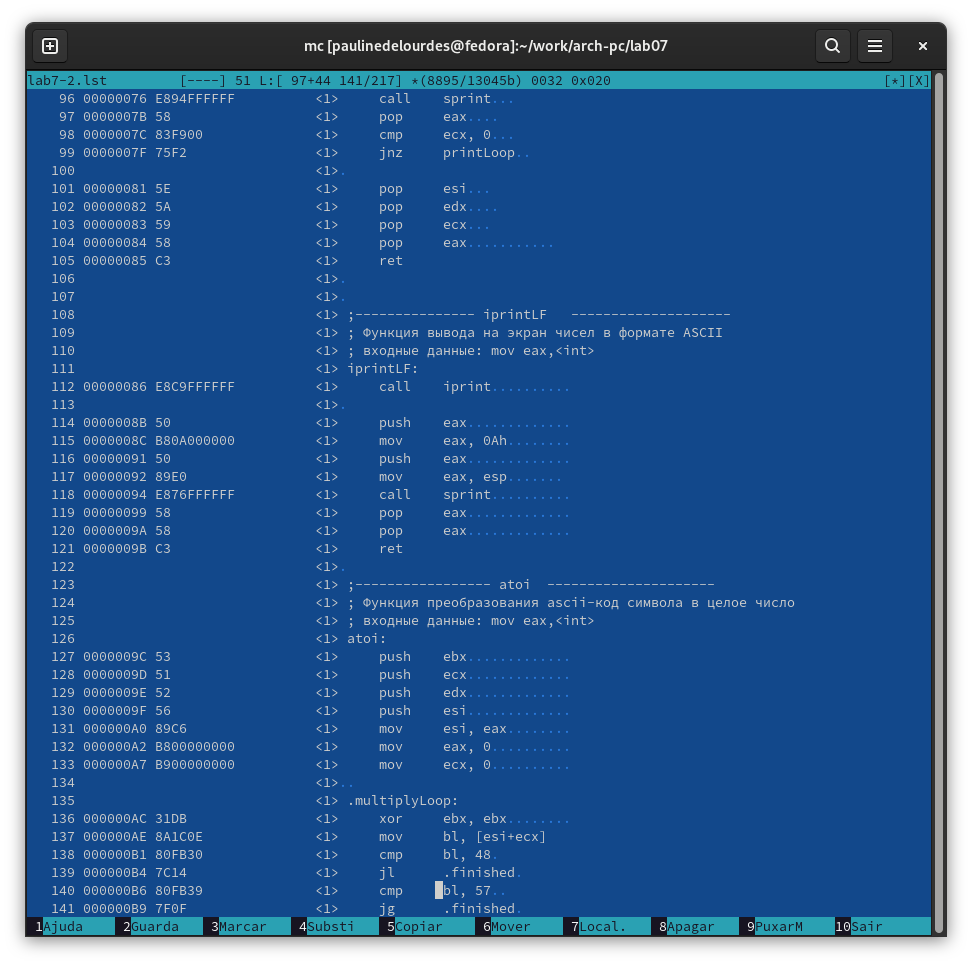 mc [paulinedelourdes@fedora]:~/work/arch-pc/lab07
lab7-2.lst [----] 51 L:[ 97+44 141/217] *(8895/13045b) 0032 0x020 [*][X]
96 00000076 E894FFFFFF <1> call sprint...
97 0000007B 58 <1> pop eax....
98 0000007C 83F900 <1> cmp ecx, 0...
99 0000007F 75F2 <1> jnz printLoop..
100 <1>.
101 00000081 5E <1> pop esi...
102 00000082 5A <1> pop edx....
103 00000083 59 <1> pop ecx...
104 00000084 58 <1> pop eax...........
105 00000085 C3 <1> ret
106 <1>.
107 <1>.
108 <1> ;--------------- iprintLF --------------------
109 <1> ; Функция вывода на экран чисел в формате ASCII
110 <1> ; входные данные: mov eax,<int>
111 <1> iprintLF:
112 00000086 E8C9FFFFFF <1> call iprint..........
113 <1>.
114 0000008B 50 <1> push eax.............
115 0000008C B80A000000 <1> mov eax, 0Ah........
116 00000091 50 <1> push eax.............
117 00000092 89E0 <1> mov eax, esp.......
118 00000094 E876FFFFFF <1> call sprint..........
119 00000099 58 <1> pop eax.............
120 0000009A 58 <1> pop eax.............
121 0000009B C3 <1> ret
122 <1>.
123 <1> ;----------------- atoi ---------------------
124 <1> ; Функция преобразования ascii-код символа в целое число
125 <1> ; входные данные: mov eax,<int>
126 <1> atoi:
127 0000009C 53 <1> push ebx.............
128 0000009D 51 <1> push ecx.............
129 0000009E 52 <1> push edx.............
130 0000009F 56 <1> push esi.............
131 000000A0 89C6 <1> mov esi, eax........
132 000000A2 B800000000 <1> mov eax, 0..........
133 000000A7 B900000000 <1> mov ecx, 0..........
134 <1>..
135 <1> .multiplyLoop:
136 000000AC 31DB <1> xor ebx, ebx........
137 000000AE 8A1C0E <1> mov bl, [esi+ecx]
138 000000B1 80FB30 <1> cmp bl, 48.
139 000000B4 7C14 <1> jl .finished.
140 000000B6 80FB39 <1> cmp bl, 57..
141 000000B9 7F0F <1> jg .finished.
1Ajuda 2Guarda 3Marcar 4Substi 5Copiar 6Mover 7Local. 8Apagar 9PuxarM 10Sair